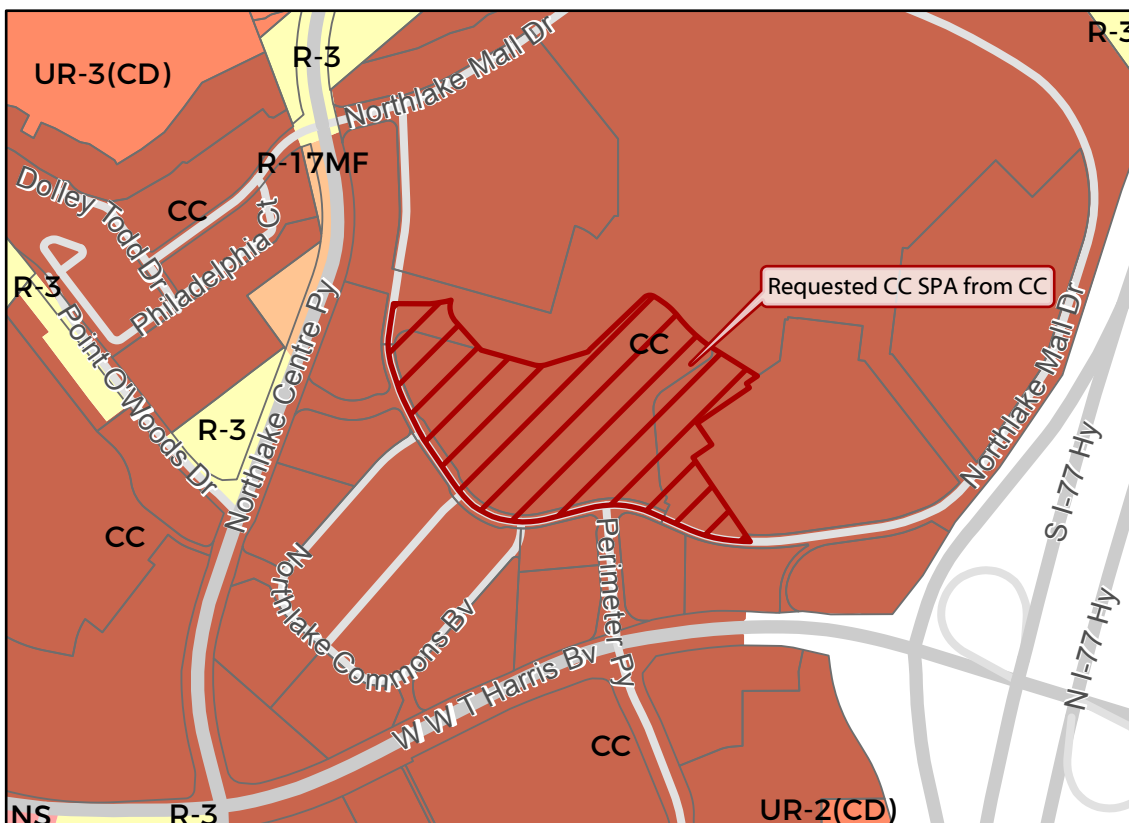 R-3
R-3
UR-3(CD)
Northlake Mall Dr
R-17MF
Dolley Todd Dr
CC
Philadelphia Ct
R-3
Requested CC SPA from CC
Point O'Woods Dr
Northlake Centre Py
CC
Northlake Mall Dr
R-3
S I-77 Hy
CC
Northlake Commons Bv
Perimeter Py
N I-77 Hy
W W T Harris Bv
CC
NS
R-3
UR-2(CD)